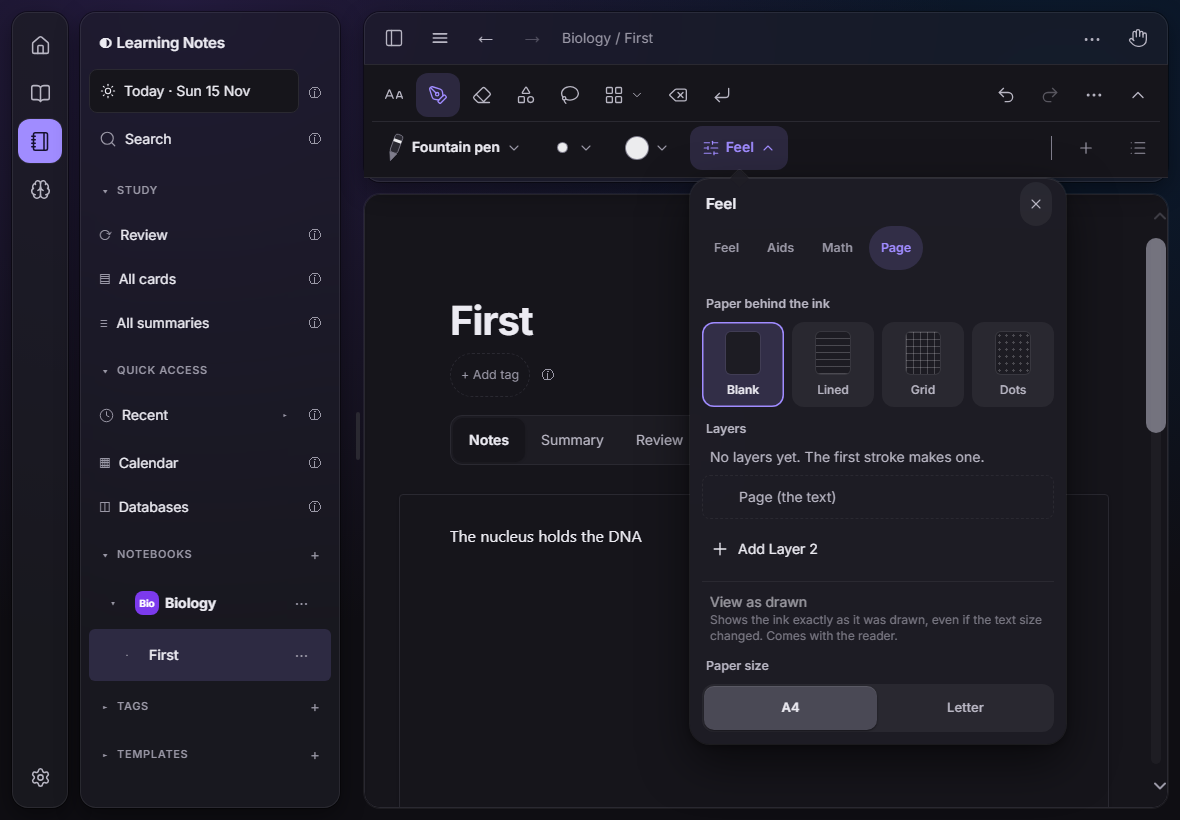 Learning Notes
Today · Sun 15 Nov
Search
STUDY
Review
All cards
All summaries
QUICK ACCESS
Recent
Calendar
Databases
NOTEBOOKS
Bio Biology
First
TAGS
TEMPLATES
Biology / First
AA
Fountain pen
Feel
First
+ Add tag
Notes Summary Review
The nucleus holds the DNA
Feel
Feel Aids Math Page
Paper behind the ink
Blank Lined Grid Dots
Layers
No layers yet. The first stroke makes one.
Page (the text)
+ Add Layer 2
View as drawn
Shows the ink exactly as it was drawn, even if the text size
changed. Comes with the reader.
Paper size
A4 Letter